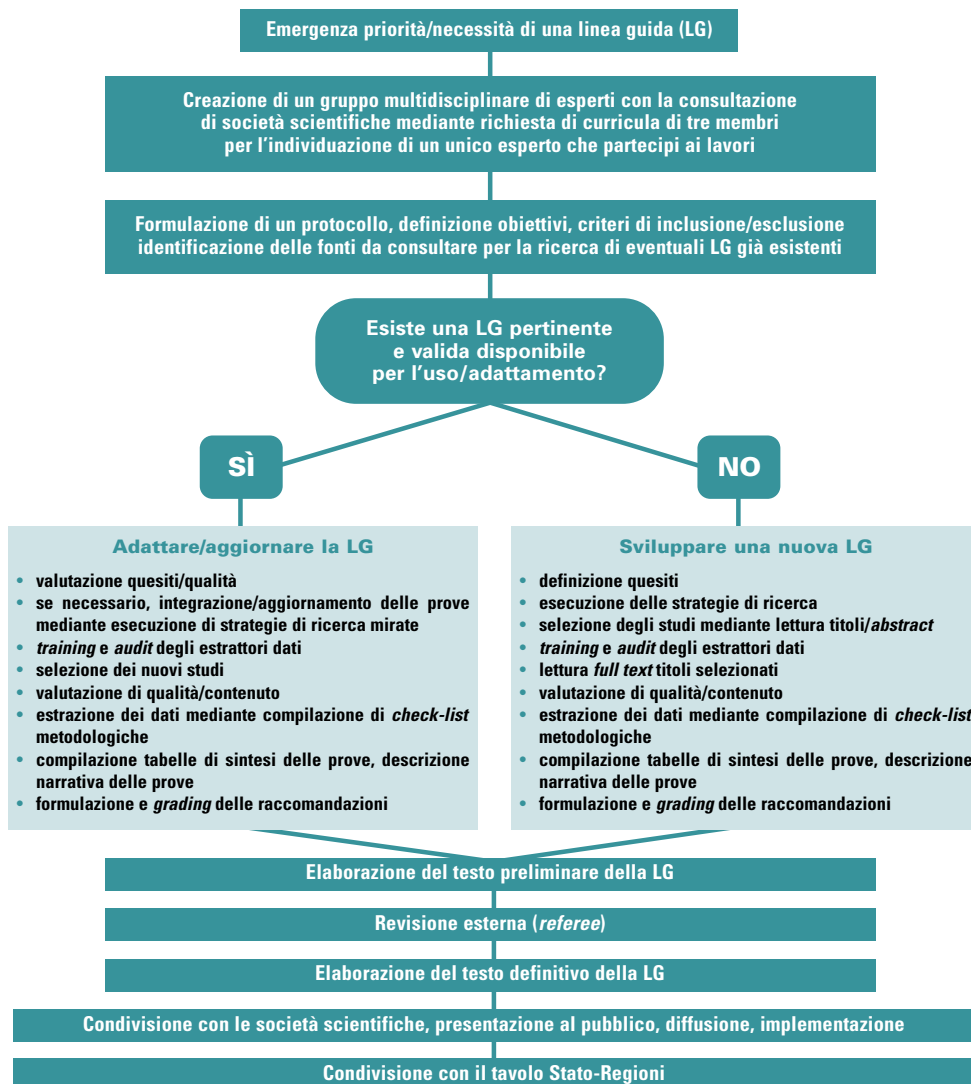 Emergenza priorità/necessità di una linea guida (LG)
Creazione di un gruppo multidisciplinare di esperti con la consultazione
di società scientifiche mediante richiesta di curricula di tre membri
per l'individuazione di un unico esperto che partecipi ai lavori
Formulazione di un protocollo, definizione obiettivi, criteri di inclusione/esclusione
identificazione delle fonti da consultare per la ricerca di eventuali LG già esistenti
Esiste una LG pertinente
e valida disponibile
per l'uso/adattamento?
SÌ
NO
Adattare/aggiornare la LG
• valutazione quesiti/qualità
• se necessario, integrazione/aggiornamento delle prove
mediante esecuzione di strategie di ricerca mirate
• training e audit degli estrattori dati
• selezione dei nuovi studi
• valutazione di qualità/contenuto
• estrazione dei dati mediante compilazione di check-list
metodologiche
• compilazione tabelle di sintesi delle prove, descrizione
narrativa delle prove
• formulazione e grading delle raccomandazioni
Sviluppare una nuova LG
• definizione quesiti
• esecuzione delle strategie di ricerca
• selezione degli studi mediante lettura titoli/abstract
• training e audit degli estrattori dati
• lettura full text titoli selezionati
• valutazione di qualità/contenuto
• estrazione dei dati mediante compilazione di check-list
metodologiche
• compilazione tabelle di sintesi delle prove, descrizione
narrativa delle prove
• formulazione e grading delle raccomandazioni
Elaborazione del testo preliminare della LG
Revisione esterna (referee)
Elaborazione del testo definitivo della LG
Condivisione con le società scientifiche, presentazione al pubblico, diffusione, implementazione
Condivisione con il tavolo Stato-Regioni